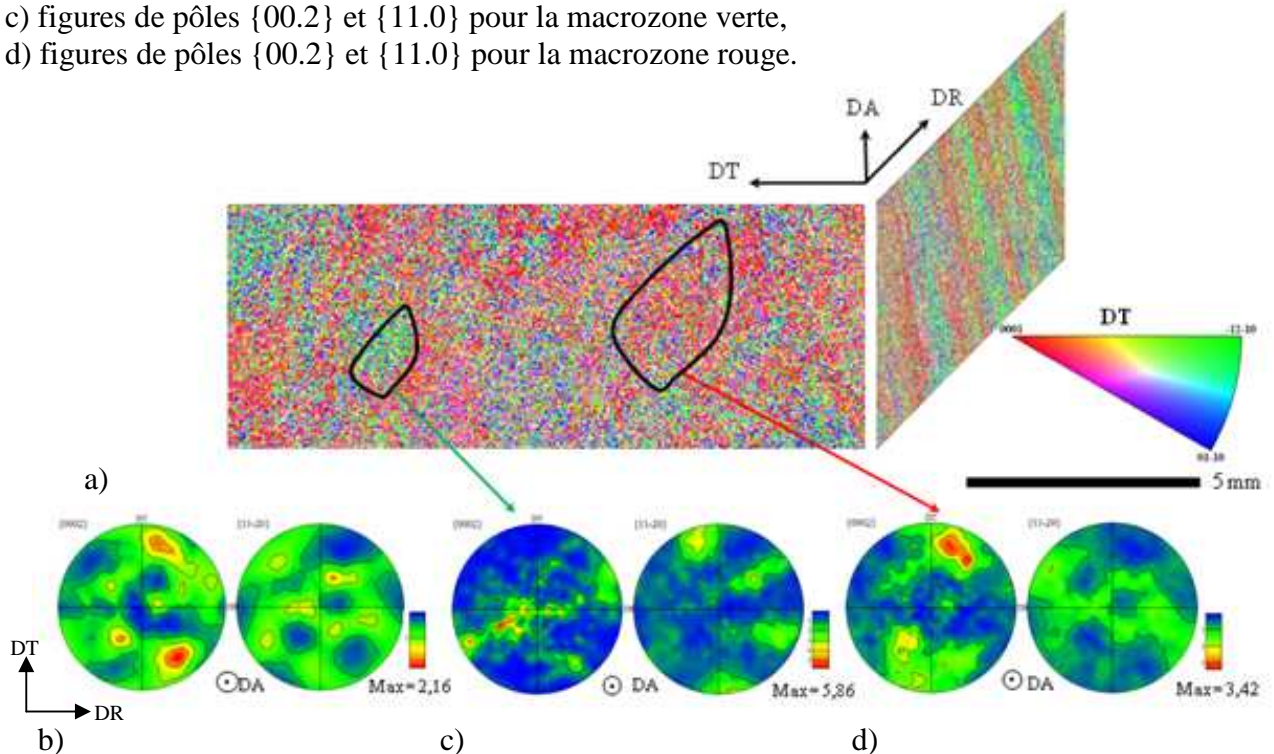 c) figures de pôles {00.2} et {11.0} pour la macrozone verte,
d) figures de pôles {00.2} et {11.0} pour la macrozone rouge.
DA
DR
DT
DT
0001
-12-10
01-10
5 mm
a)
{0002}
{11-20}
{0002}
{11-20}
{0002}
{11-20}
DT
DR
DA
Max=2,16
DA
Max=5,86
DA
Max=3,42
b)
c)
d)